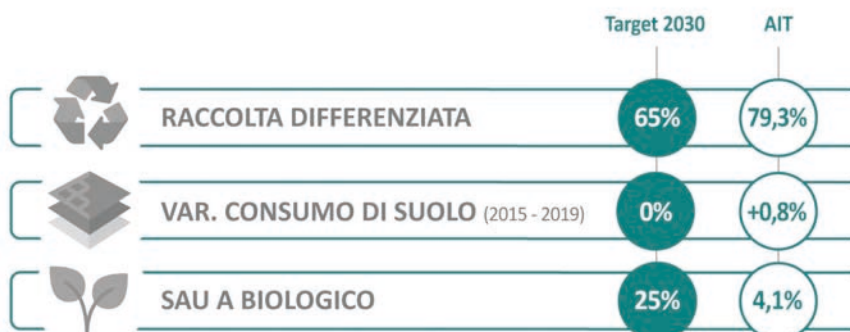 Target 2030 AIT
RACCOLTA DIFFERENZIATA 65% 79,3%
VAR. CONSUMO DI SUOLO (2015 - 2019) 0% +0,8%
SAU A BIOLOGICO 25% 4,1%